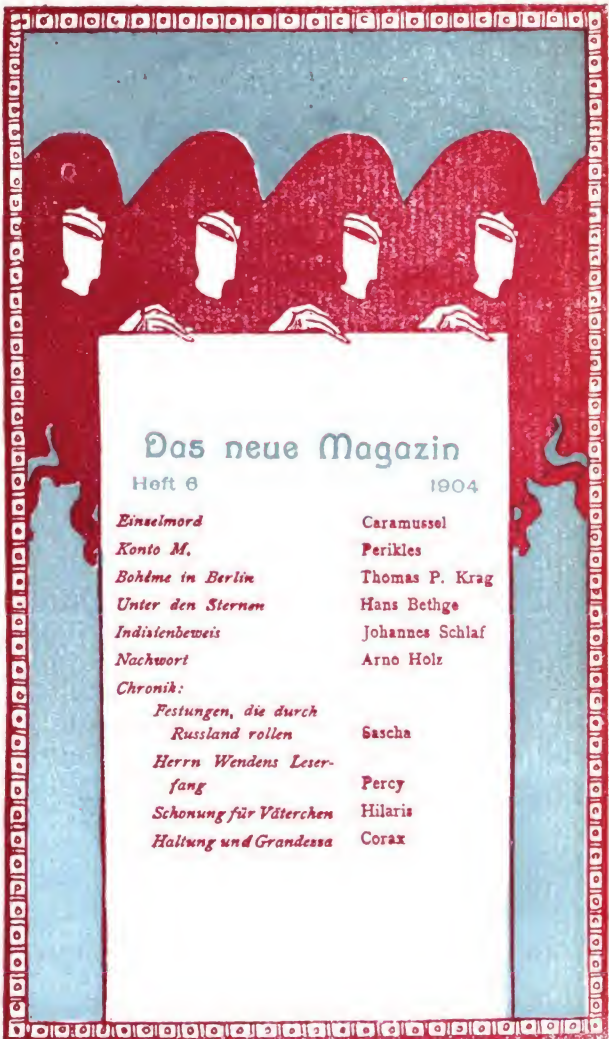 Das neue Magazin
Heft 6 1904
Einzelmord Caramussel
Konto M. Perikles
Bohême in Berlin Thomas P. Krag
Unter den Sternen Hans Bethge
Indizienbeweis Johannes Schlaf
Nachwort Arno Holz
Chronik:
Festungen, die durch
Russland rollen Sascha
Herrn Wendens Leser-
fang Percy
Schonung für Väterchen Hilaris
Haltung und Grandezza Corax